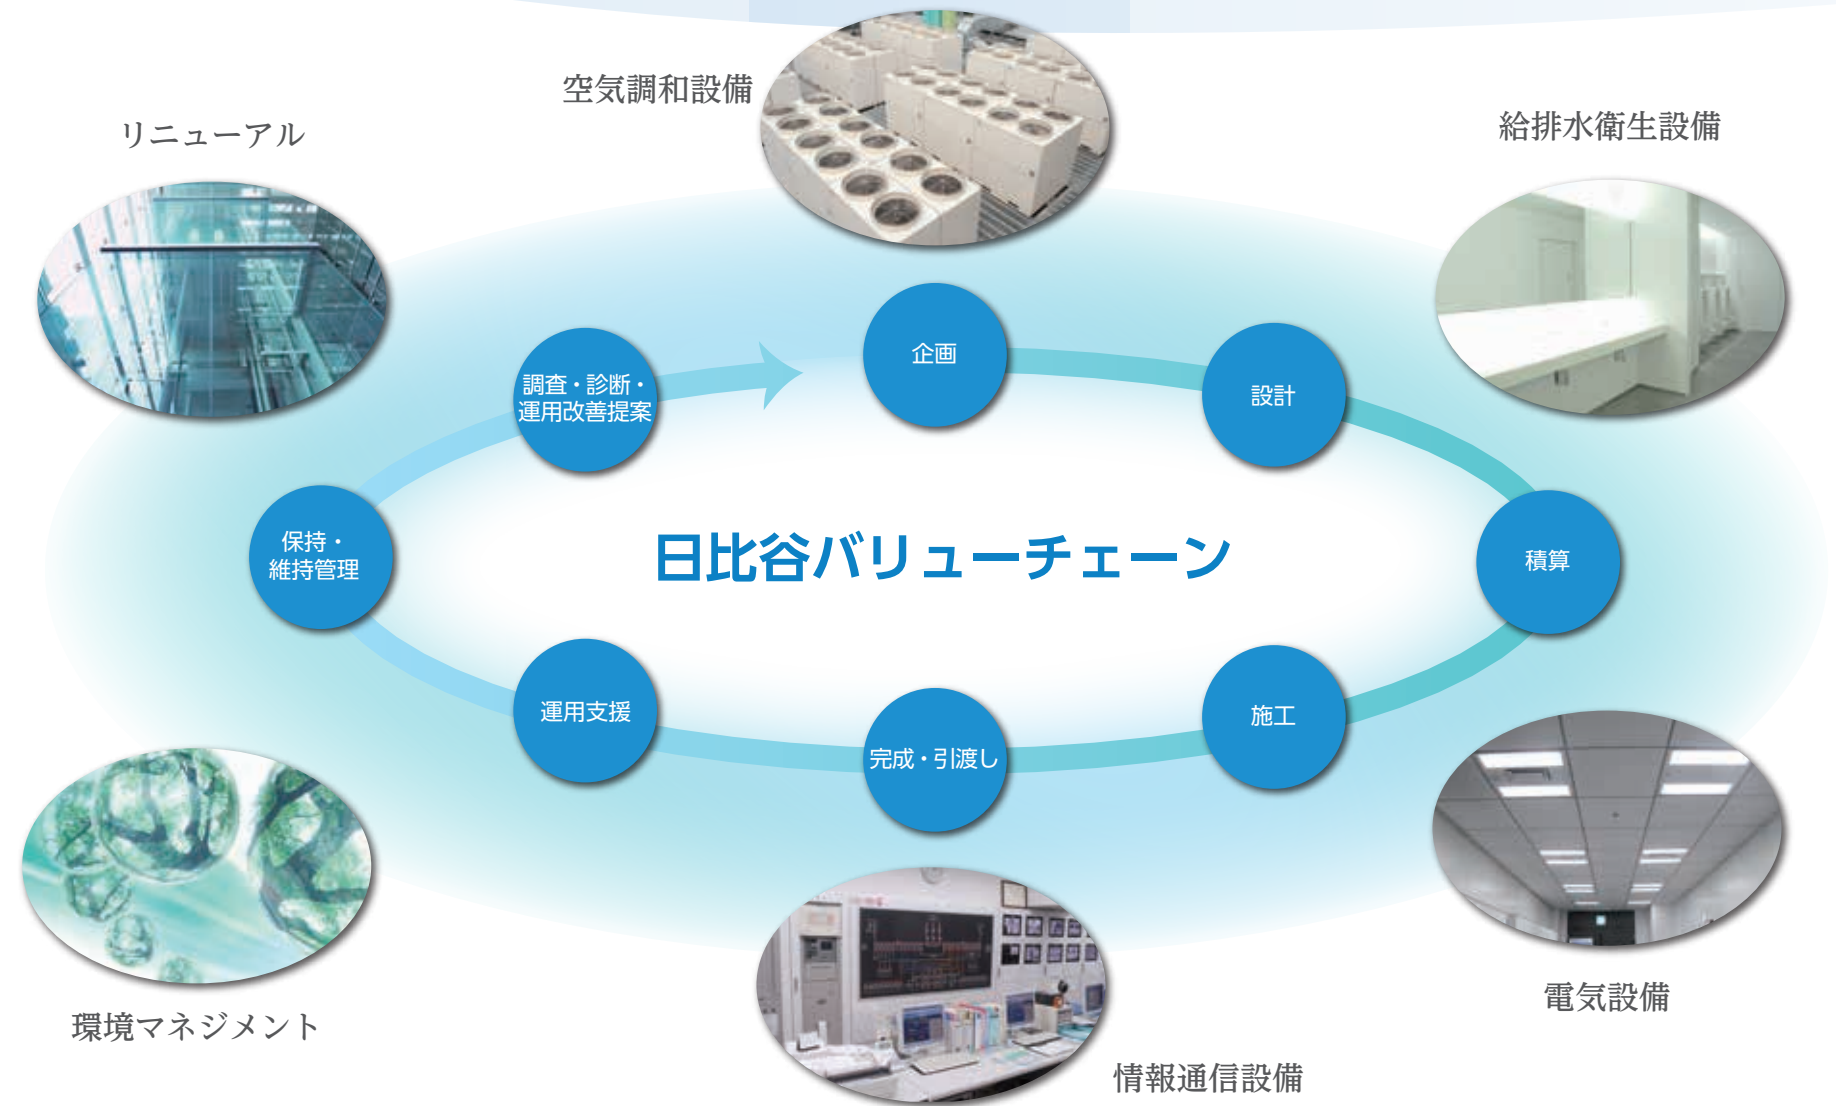 空気調和設備
リニューアル
給排水衛生設備
企画
設計
調査・診断・
運用改善提案
保持・
維持管理
日比谷バリューチェーン
積算
運用支援
完成・引渡し
施工
環境マネジメント
電気設備
情報通信設備